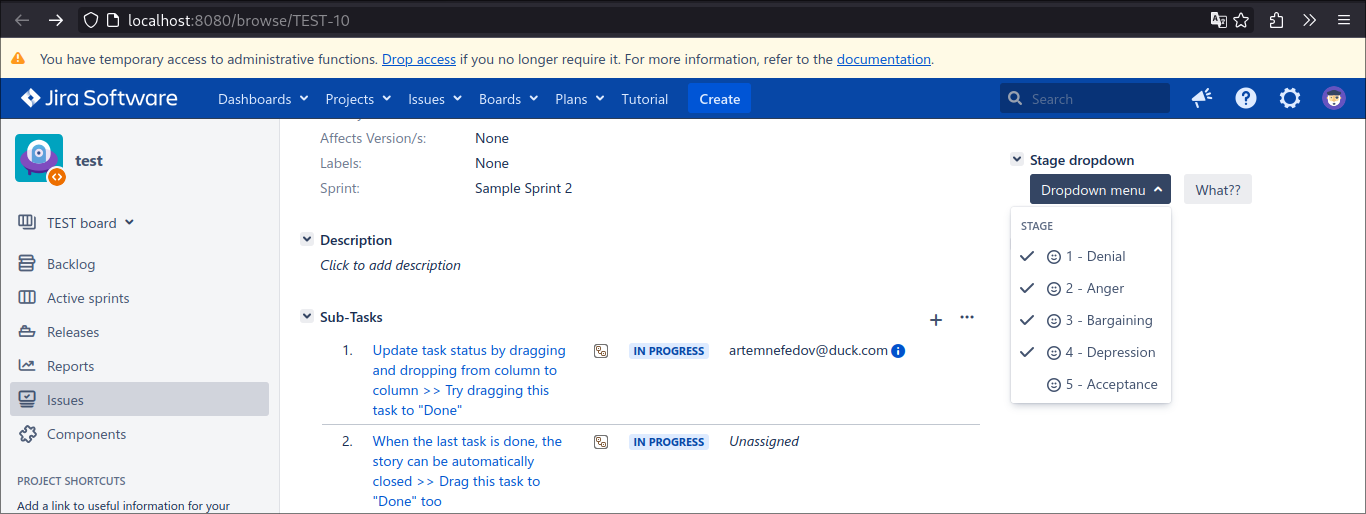 localhost:8080/browse/TEST-10
You have temporary access to administrative functions. Drop access if you no longer require it. For more information, refer to the documentation.
Jira Software Dashboards Projects Issues Boards Plans Tutorial Create Search
test
TEST board
Backlog
Active sprints
Releases
Reports
Issues
Components
PROJECT SHORTCUTS
Add a link to useful information for your
Affects Version/s: None
Labels: None
Sprint: Sample Sprint 2
Description
Click to add description
Sub-Tasks
1. Update task status by dragging IN PROGRESS artemnefedov@duck.com
and dropping from column to
column >> Try dragging this
task to "Done"
2. When the last task is done, the IN PROGRESS Unassigned
story can be automatically
closed >> Drag this task to
"Done" too
Stage dropdown
Dropdown menu What??
STAGE
1 - Denial
2 - Anger
3 - Bargaining
4 - Depression
5 - Acceptance